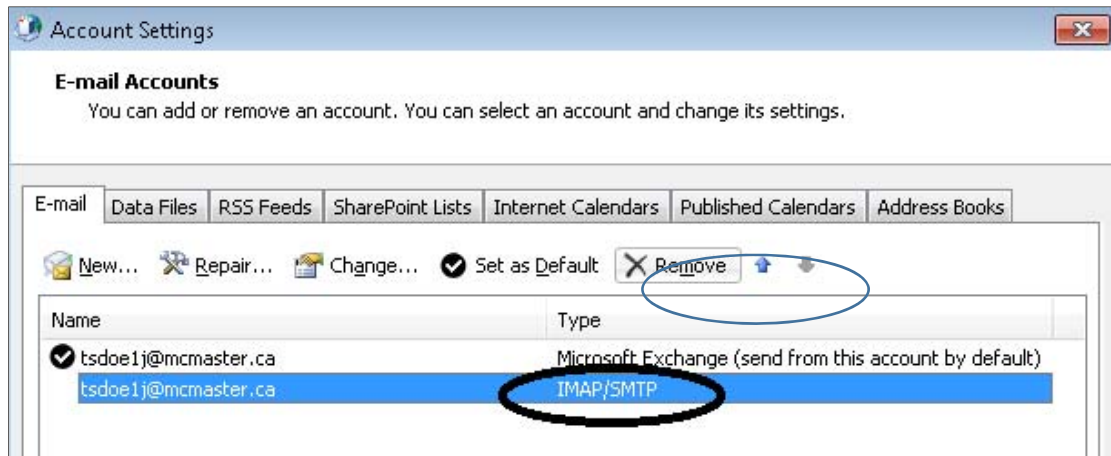 Account Settings
E-mail Accounts
You can add or remove an account. You can select an account and change its settings.
E-mail Data Files RSS Feeds SharePoint Lists Internet Calendars Published Calendars Address Books
New... Repair... Change... Set as Default Remove
Name Type
tsdoe1j@mcmaster.ca Microsoft Exchange (send from this account by default)
tsdoe1j@mcmaster.ca IMAP/SMTP